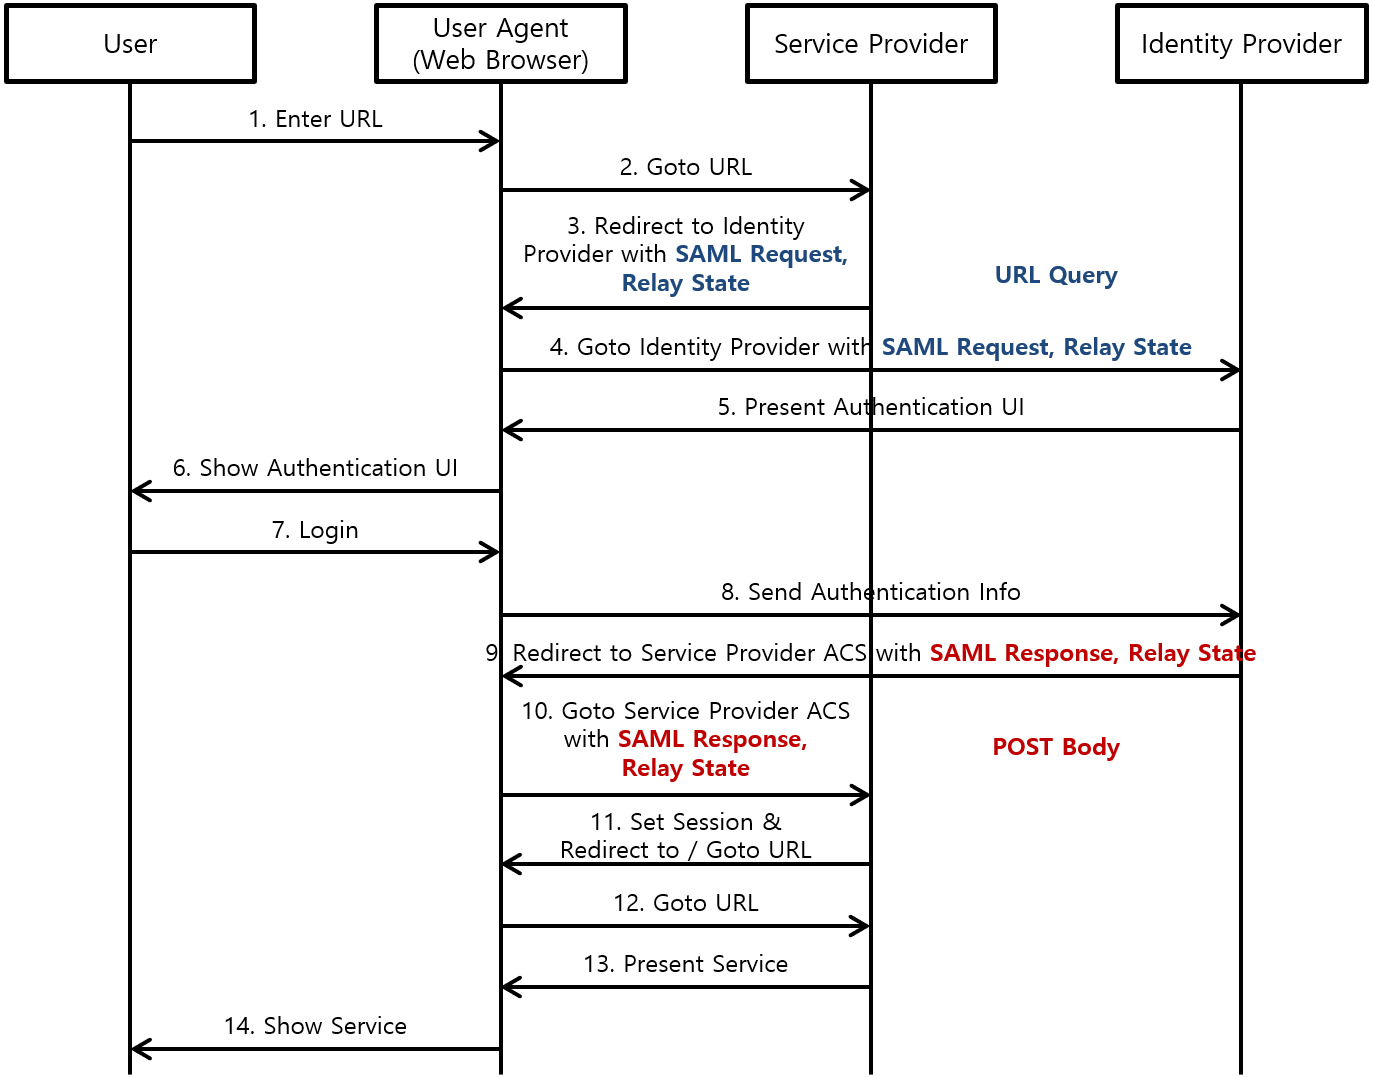 User
User Agent
(Web Browser)
Service Provider
Identity Provider
1. Enter URL
2. Goto URL
3. Redirect to Identity
Provider with SAML Request,
Relay State
URL Query
4. Goto Identity Provider with SAML Request, Relay State
5. Present Authentication UI
6. Show Authentication UI
7. Login
8. Send Authentication Info
9. Redirect to Service Provider ACS with SAML Response, Relay State
10. Goto Service Provider ACS
with SAML Response,
Relay State
POST Body
11. Set Session &
Redirect to / Goto URL
12. Goto URL
13. Present Service
14. Show Service